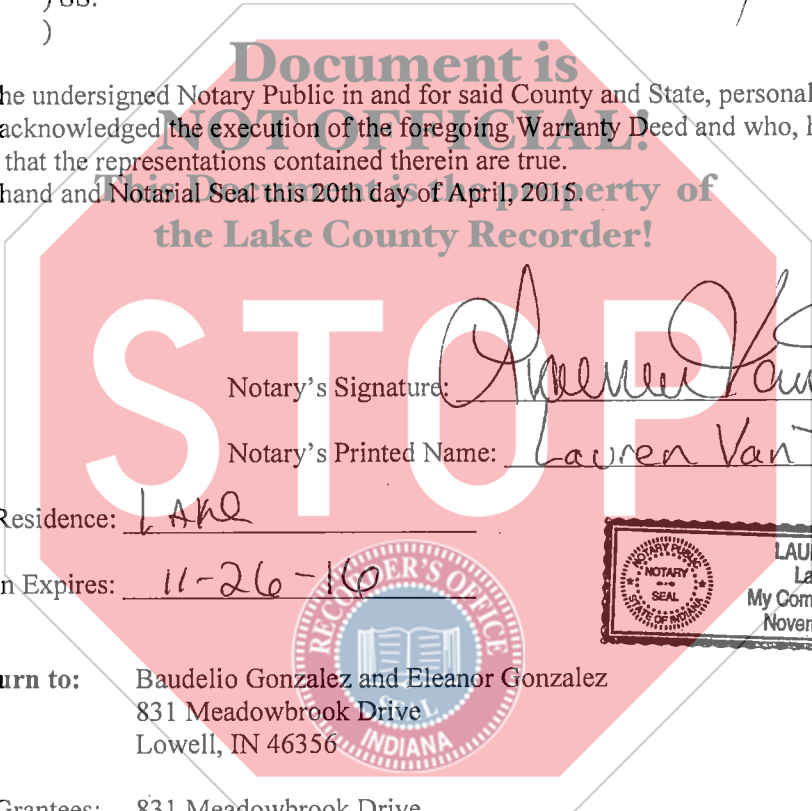 ) SS:
)
Document is
he undersigned Notary Public in and for said County and State, personal
NOT OFFICIAL!
acknowledged the execution of the foregoing Warranty Deed and who, h
that the representations contained therein are true.
This Document is the property of
hand and Notarial Seal this 20th day of April, 2015.
the Lake County Recorder!
STOP
Notary's Signature:
Notary's Printed Name: Lauren Van
Residence: Lake
n Expires: 11-26-16
NOTARY PUBLIC
NOTARY
SEAL
STATE OF INDIANA
LAU
La
My Com
Novem
RECORDER'S OFFICE
SEAL
INDIANA
urn to: Baudelio Gonzalez and Eleanor Gonzalez
831 Meadowbrook Drive
Lowell, IN 46356
Grantees: 831 Meadowbrook Drive